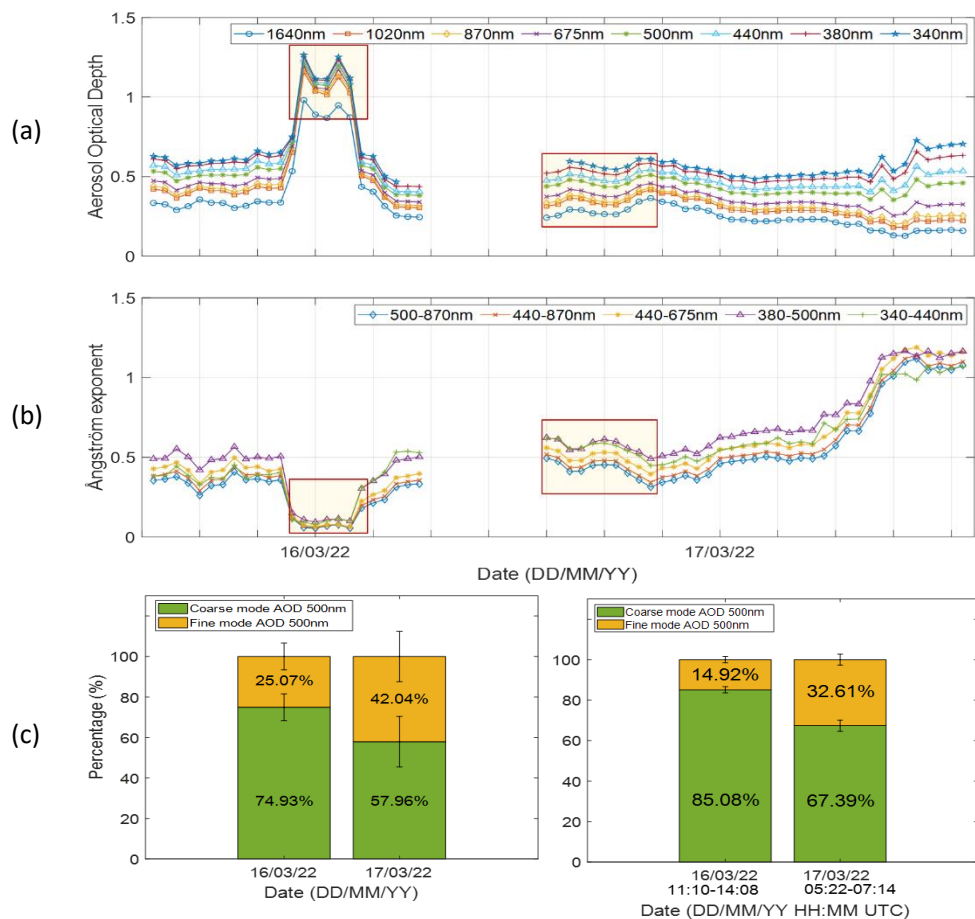 (a)
Aerosol Optical Depth
1.5
1
0.5
0
1640nm 1020nm 870nm 675nm 500nm 440nm 380nm 340nm
(b)
Ångström exponent
1.5
1
0.5
0
500-870nm 440-870nm 440-675nm 380-500nm 340-440nm
16/03/22 17/03/22
Date (DD/MM/YY)
(c)
Percentage (%)
100
80
60
40
20
0
Coarse mode AOD 500nm
Fine mode AOD 500nm
25.07%
42.04%
74.93%
57.96%
16/03/22 17/03/22
Date (DD/MM/YY)
100
80
60
40
20
0
Coarse mode AOD 500nm
Fine mode AOD 500nm
14.92%
32.61%
85.08%
67.39%
16/03/22 17/03/22
11:10-14:08 05:22-07:14
Date (DD/MM/YY HH:MM UTC)